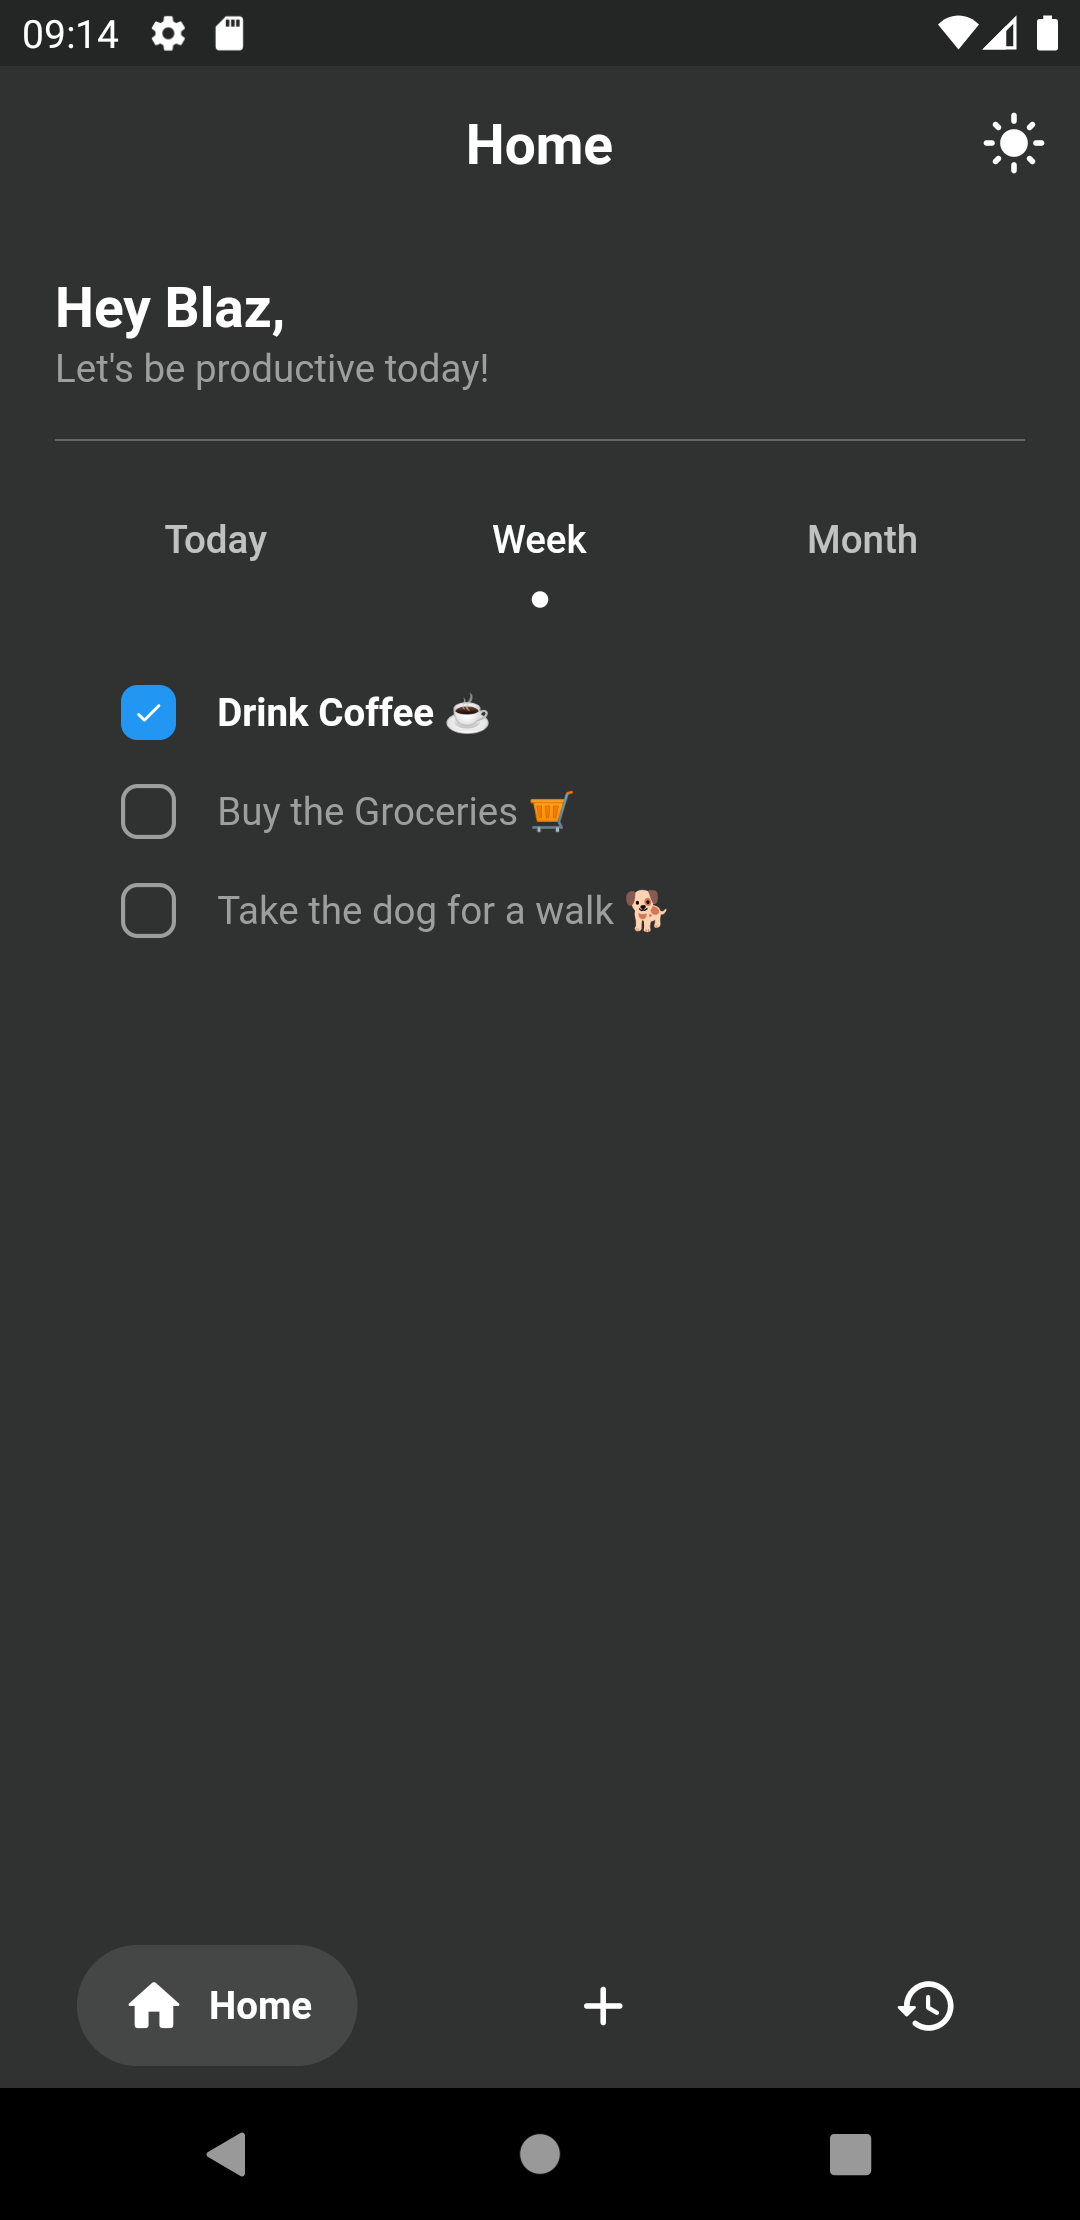 09:14
Home
Hey Blaz,
Let's be productive today!
Today Week Month
Drink Coffee ☕
Buy the Groceries 🛒
Take the dog for a walk 🐕
Home